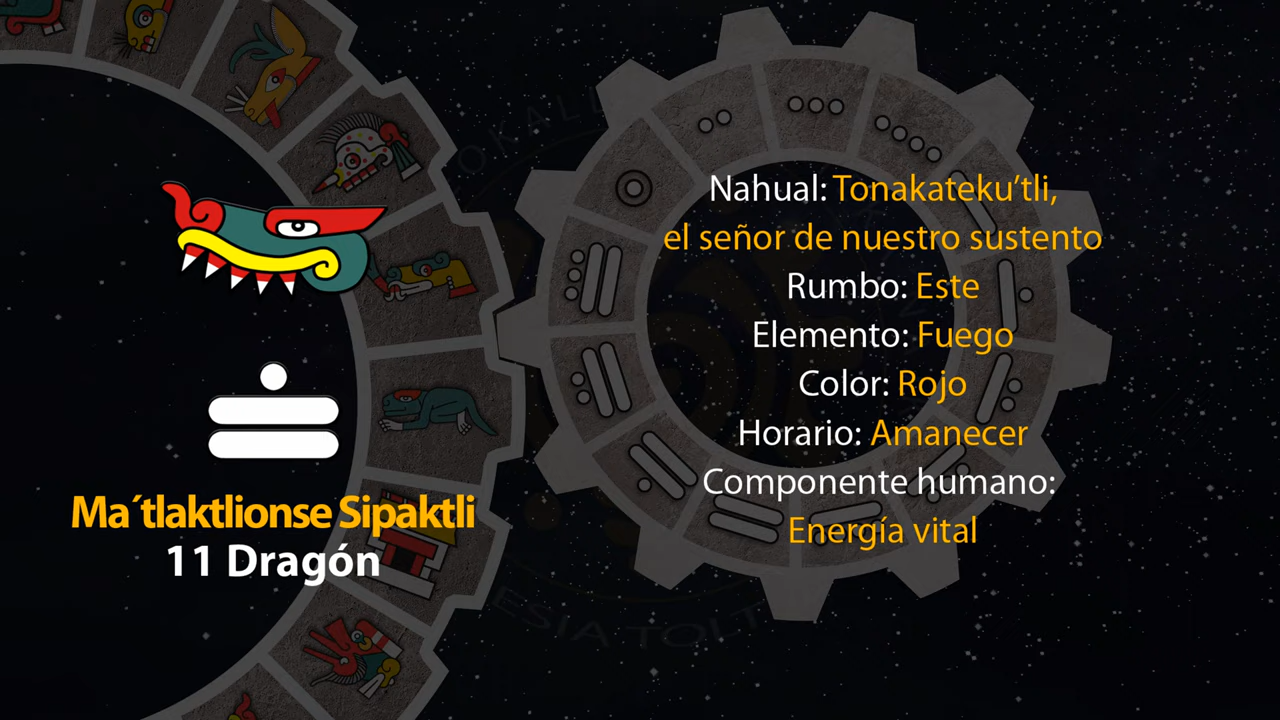 Ma´tlaktlionse Sipaktli
11 Dragón
Nahual: Tonakateku’tli,
el señor de nuestro sustento
Rumbo: Este
Elemento: Fuego
Color: Rojo
Horario: Amanecer
Componente humano:
Energía vital